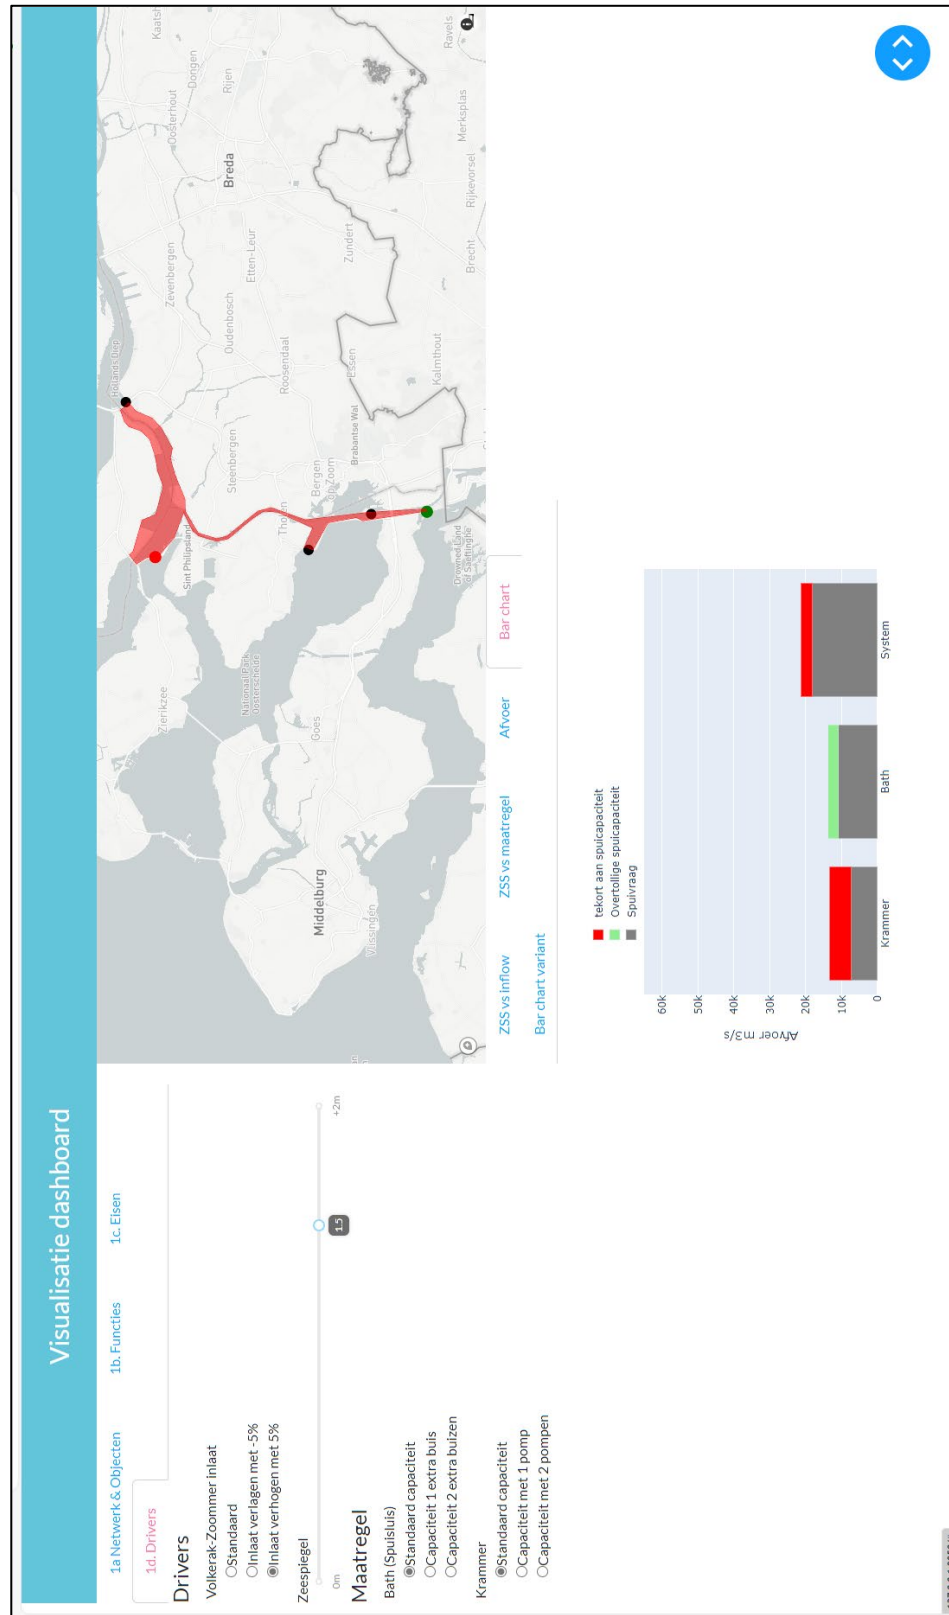 Visualisatie dashboard
1a Netwerk & Objecten
1b. Functies
1c. Eisen
1d. Drivers
Drivers
Volkerak-Zoommer inlaat
Standaard
Inlaat verlagen met -5%
Inlaat verhogen met 5%
Zeespiegel
0m
+2m
1.5
Maatregel
Bath (Spuisluis)
Standaard capaciteit
Capaciteit 1 extra buis
Capaciteit 2 extra buizen
Krammer
Standaard capaciteit
Capaciteit met 1 pomp
Capaciteit met 2 pompen
Kaatsh
Dongen
Rijen
Oosterhout
Breda
Ravels
Merksplas
Rijkevorsel
Brecht
Zundert
Etten-Leur
Zevenbergen
Oudenbosch
Roosendaal
Essen
Kalmthout
Hollands Diep
Steenbergen
Bergen
op Zoom
Brabantse Wal
Tholen
Sint Philipsland
Drowned Land
of Saeftinghe
Nationaal Park
Oosterschelde
Zierikzee
Goes
Middelburg
Vlissingen
ZSS vs inflow
ZSS vs maatregel
Afvoer
Bar chart
Bar chart variant
tekort aan spuicapaciteit
Overtollige spuicapaciteit
Spuivraag
Afvoer m3/s
60k
50k
40k
30k
20k
10k
0
Krammer
Bath
System